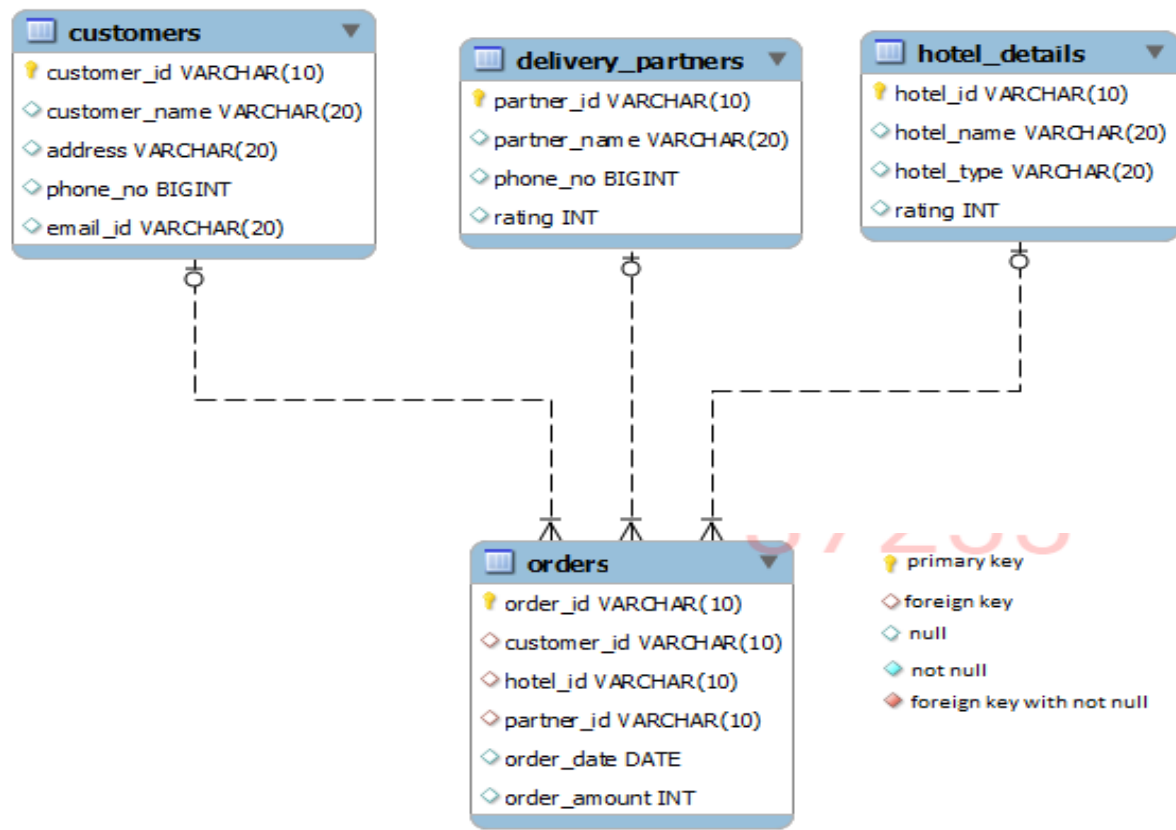 customers
customer_id VARCHAR(10)
customer_name VARCHAR(20)
address VARCHAR(20)
phone_no BIGINT
email_id VARCHAR(20)
delivery_partners
partner_id VARCHAR(10)
partner_name VARCHAR(20)
phone_no BIGINT
rating INT
hotel_details
hotel_id VARCHAR(10)
hotel_name VARCHAR(20)
hotel_type VARCHAR(20)
rating INT
orders
order_id VARCHAR(10)
customer_id VARCHAR(10)
hotel_id VARCHAR(10)
partner_id VARCHAR(10)
order_date DATE
order_amount INT
primary key
foreign key
null
not null
foreign key with not null